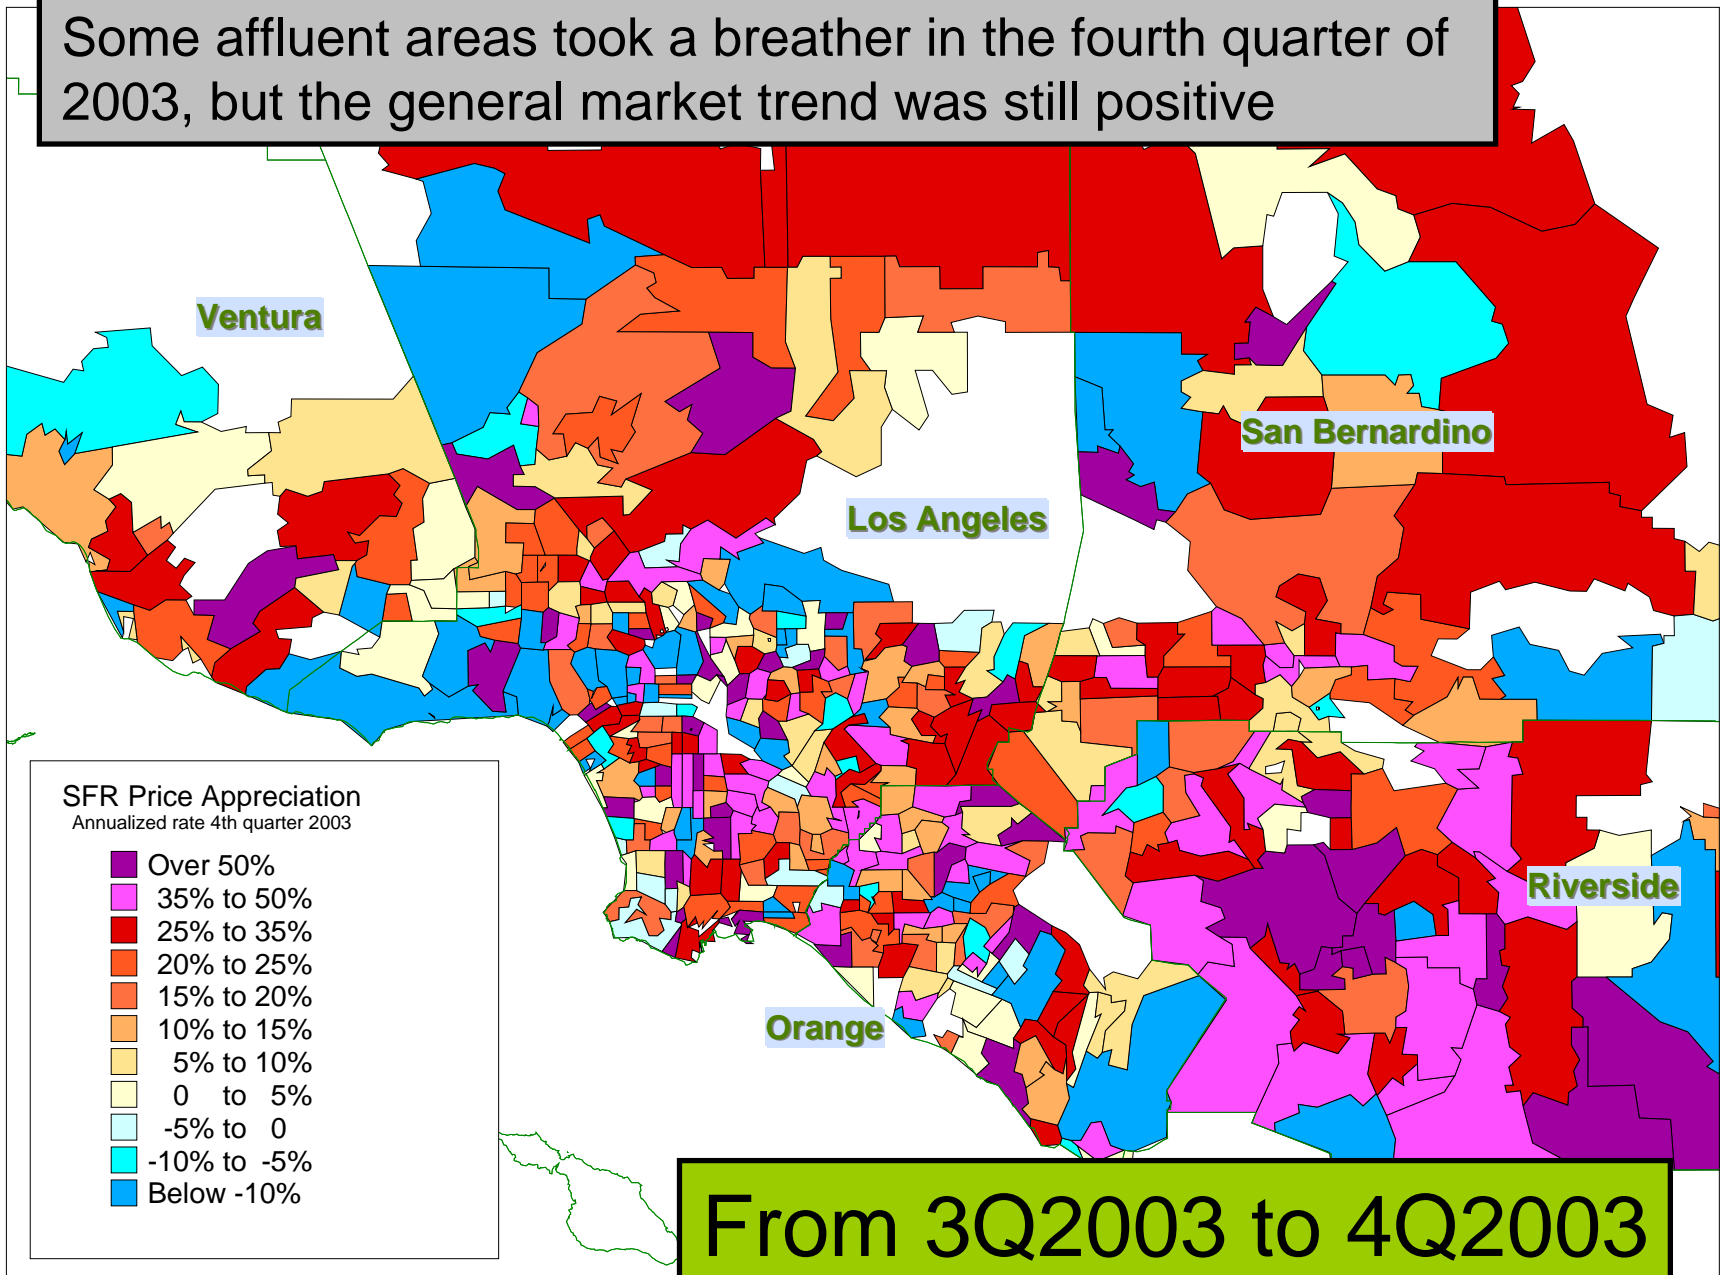 Some affluent areas took a breather in the fourth quarter of
2003, but the general market trend was still positive
Ventura
San Bernardino
Los Angeles
Riverside
Orange
SFR Price Appreciation
Annualized rate 4th quarter 2003
Over 50%
35% to 50%
25% to 35%
20% to 25%
15% to 20%
10% to 15%
5% to 10%
0 to 5%
-5% to 0
-10% to -5%
Below -10%
From 3Q2003 to 4Q2003